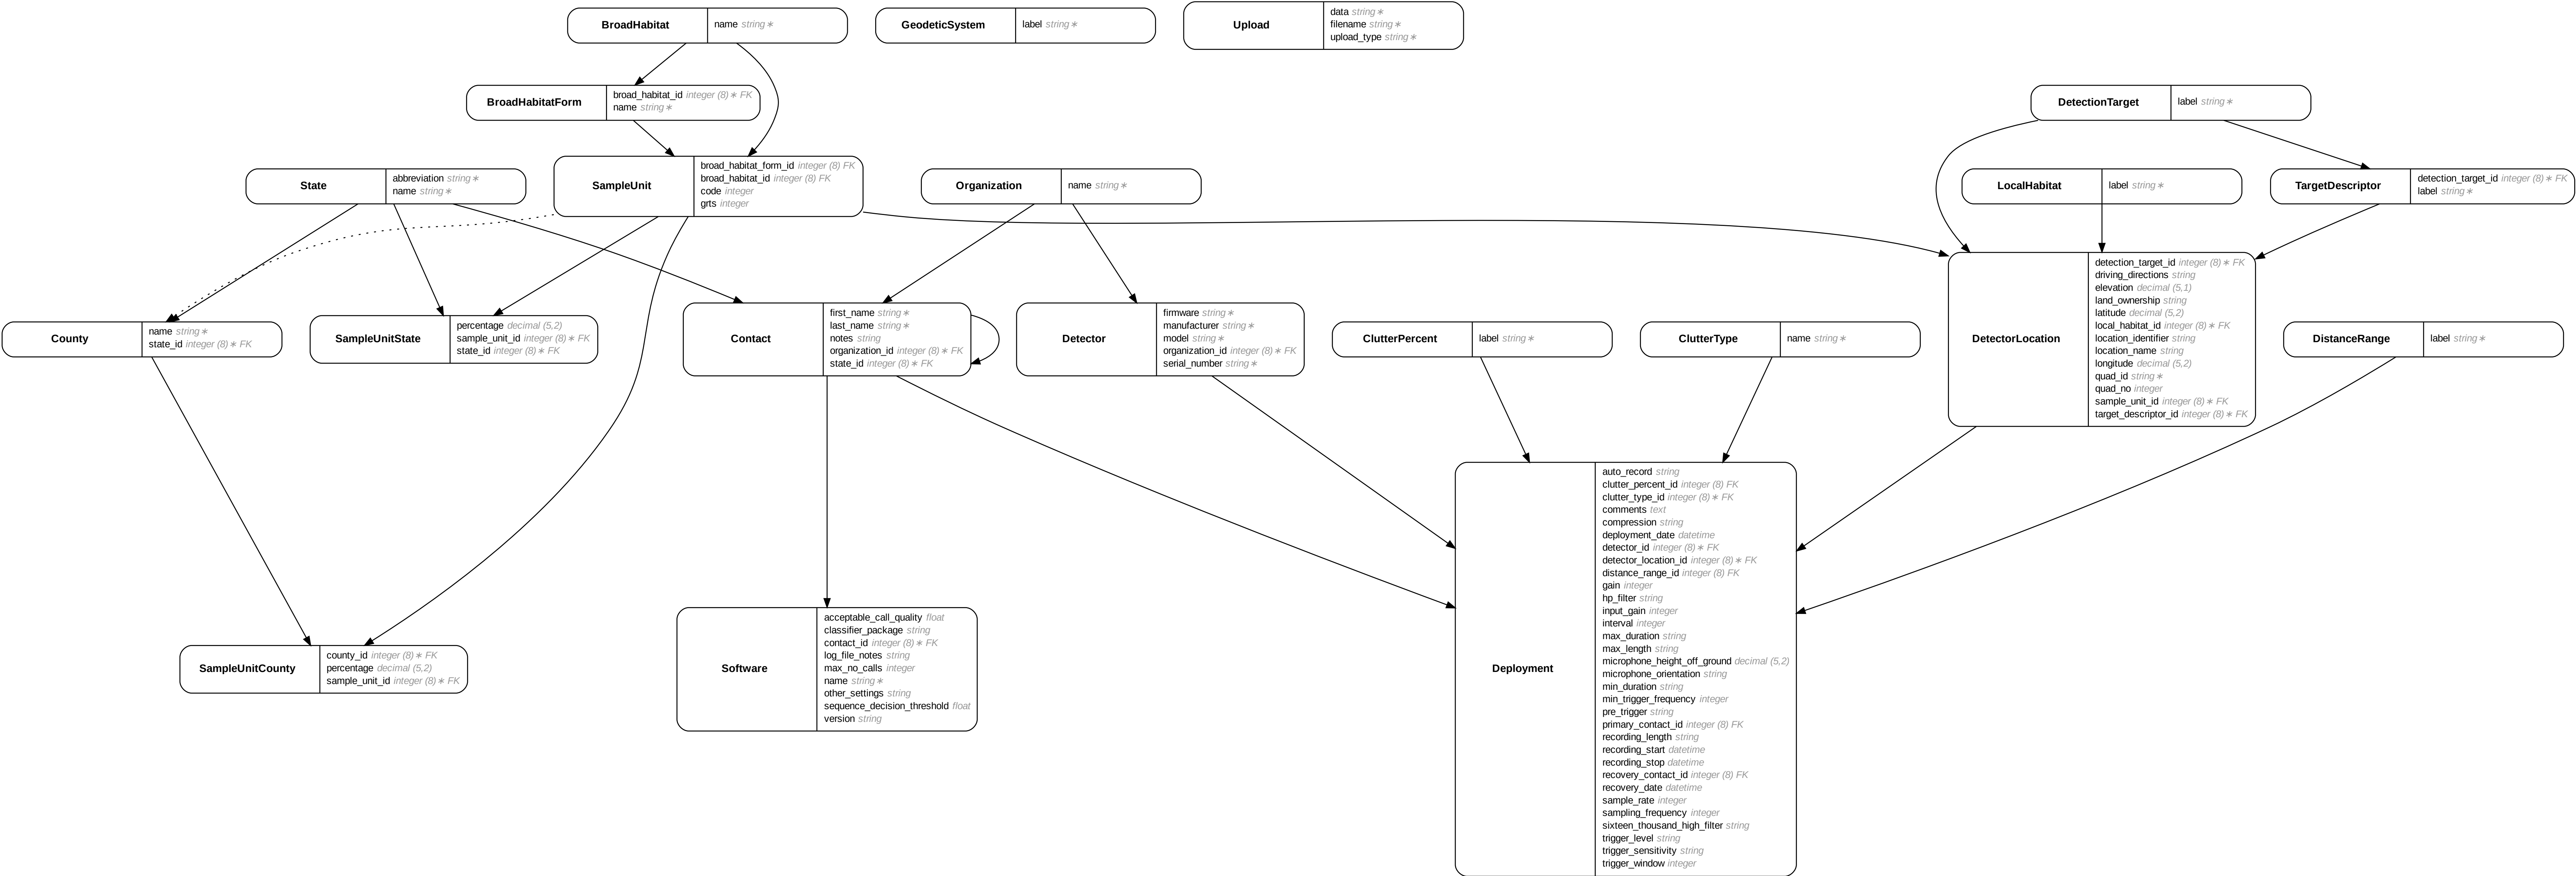 BroadHabitat
name string∗
GeodeticSystem
label string∗
Upload
data string∗
filename string∗
upload_type string∗
BroadHabitatForm
broad_habitat_id integer (8)∗ FK
name string∗
DetectionTarget
label string∗
State
abbreviation string∗
name string∗
SampleUnit
broad_habitat_form_id integer (8) FK
broad_habitat_id integer (8) FK
code integer
grts integer
Organization
name string∗
LocalHabitat
label string∗
TargetDescriptor
detection_target_id integer (8)∗ FK
label string∗
County
name string∗
state_id integer (8)∗ FK
SampleUnitState
percentage decimal (5,2)
sample_unit_id integer (8)∗ FK
state_id integer (8)∗ FK
Contact
first_name string∗
last_name string∗
notes string
organization_id integer (8)∗ FK
state_id integer (8)∗ FK
Detector
firmware string∗
manufacturer string∗
model string∗
organization_id integer (8)∗ FK
serial_number string∗
ClutterPercent
label string∗
ClutterType
name string∗
DetectorLocation
detection_target_id integer (8)∗ FK
driving_directions string
elevation decimal (5,1)
land_ownership string
latitude decimal (5,2)
local_habitat_id integer (8)∗ FK
location_identifier string
location_name string
longitude decimal (5,2)
quad_id string∗
quad_no integer
sample_unit_id integer (8)∗ FK
target_descriptor_id integer (8)∗ FK
DistanceRange
label string∗
SampleUnitCounty
county_id integer (8)∗ FK
percentage decimal (5,2)
sample_unit_id integer (8)∗ FK
Software
acceptable_call_quality float
classifier_package string
contact_id integer (8)∗ FK
log_file_notes string
max_no_calls integer
name string∗
other_settings string
sequence_decision_threshold float
version string
Deployment
auto_record string
clutter_percent_id integer (8) FK
clutter_type_id integer (8)∗ FK
comments text
compression string
deployment_date datetime
detector_id integer (8)∗ FK
detector_location_id integer (8)∗ FK
distance_range_id integer (8) FK
gain integer
hp_filter string
input_gain integer
interval integer
max_duration string
max_length string
microphone_height_off_ground decimal (5,2)
microphone_orientation string
min_duration string
min_trigger_frequency integer
pre_trigger string
primary_contact_id integer (8) FK
recording_length string
recording_start datetime
recording_stop datetime
recovery_contact_id integer (8) FK
recovery_date datetime
sample_rate integer
sampling_frequency integer
sixteen_thousand_high_filter string
trigger_level string
trigger_sensitivity string
trigger_window integer